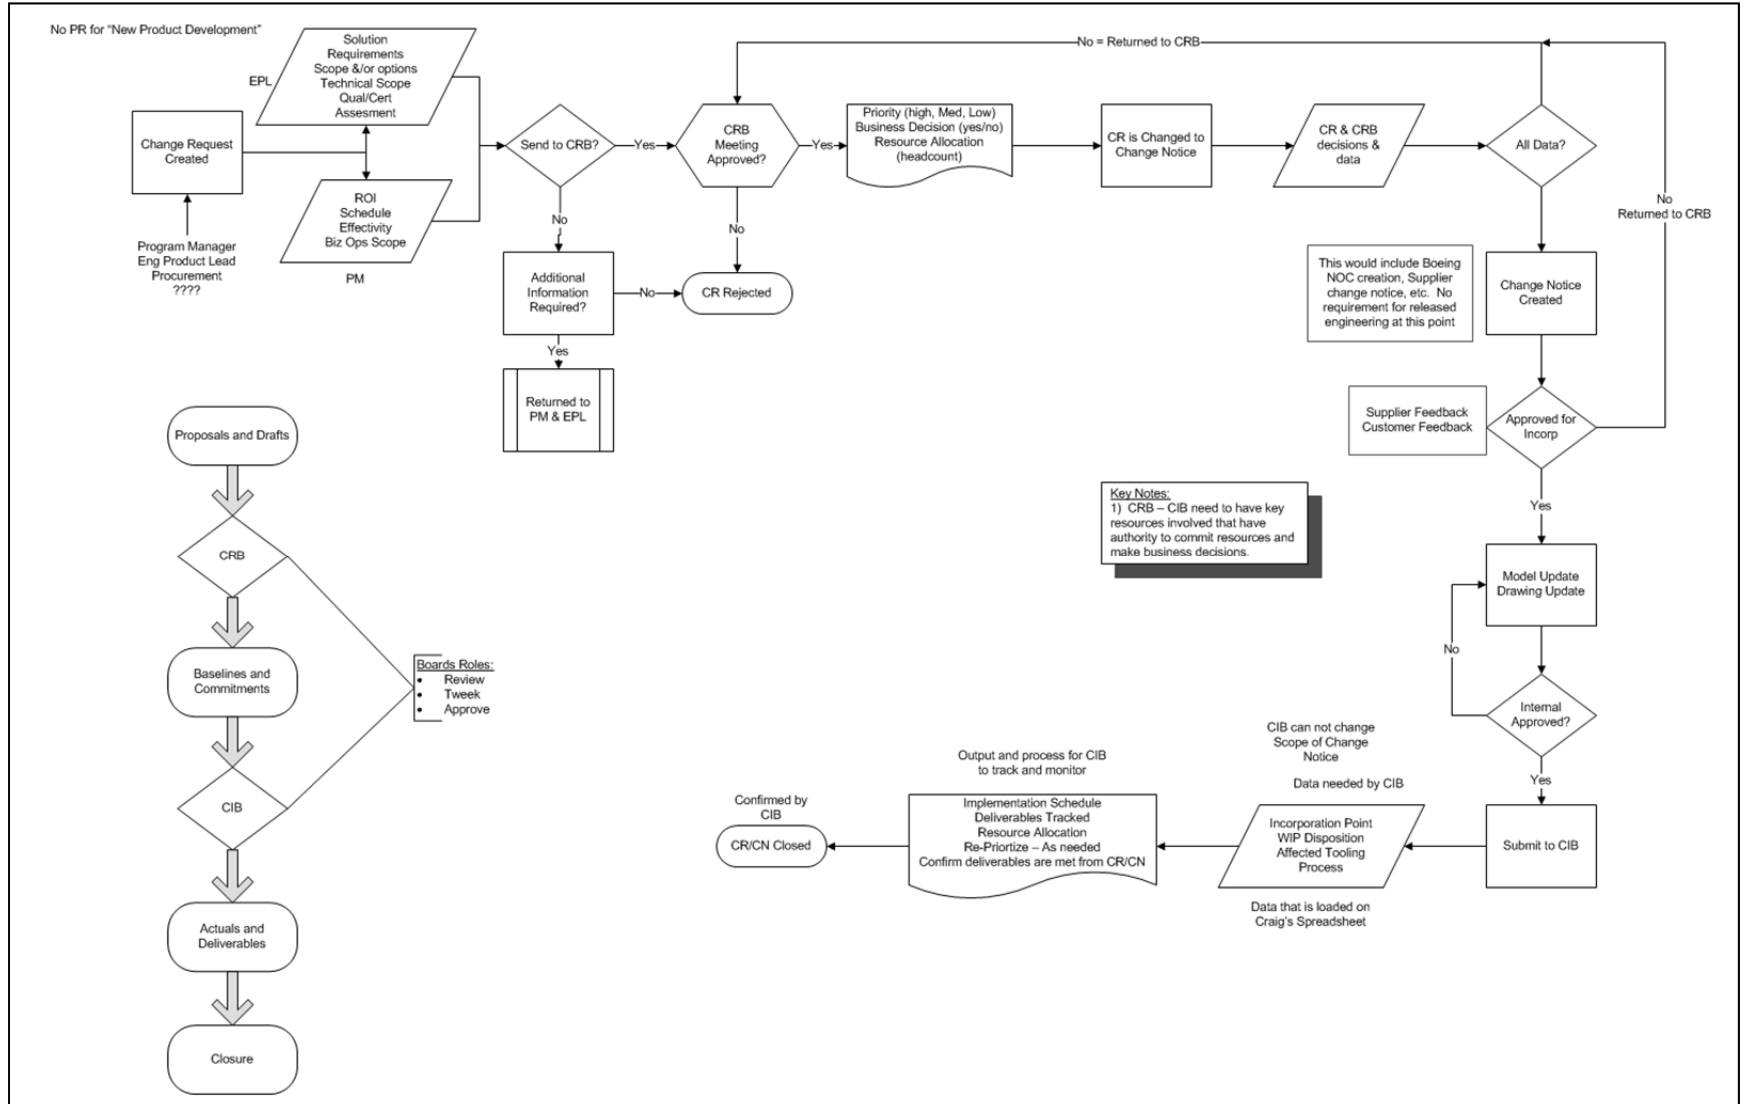 No PR for “New Product Development”
EPL
Solution
Requirements
Scope &/or options
Technical Scope
Qual/Cert
Assesment
Change Request
Created
ROI
Schedule
Effectivity
Biz Ops Scope
PM
Program Manager
Eng Product Lead
Procurement
????
Send to CRB?
Yes
No
Additional
Information
Required?
No
Yes
Returned to
PM & EPL
CRB
Meeting
Approved?
Yes
No
CR Rejected
No = Returned to CRB
Priority (high, Med, Low)
Business Decision (yes/no)
Resource Allocation
(headcount)
CR is Changed to
Change Notice
CR & CRB
decisions &
data
All Data?
No
Returned to CRB
This would include Boeing
NOC creation, Supplier
change notice, etc. No
requirement for released
engineering at this point
Change Notice
Created
Supplier Feedback
Customer Feedback
Approved for
Incorp
Yes
Key Notes:
1) CRB – CIB need to have key
resources involved that have
authority to commit resources and
make business decisions.
Model Update
Drawing Update
No
Internal
Approved?
Yes
Submit to CIB
CIB can not change
Scope of Change
Notice
Data needed by CIB
Incorporation Point
WIP Disposition
Affected Tooling
Process
Data that is loaded on
Craig’s Spreadsheet
Output and process for CIB
to track and monitor
Implementation Schedule
Deliverables Tracked
Resource Allocation
Re-Prioritize – As needed
Confirm deliverables are met from CR/CN
Confirmed by
CIB
CR/CN Closed
Proposals and Drafts
CRB
Baselines and
Commitments
CIB
Actuals and
Deliverables
Closure
Boards Roles:
• Review
• Tweek
• Approve